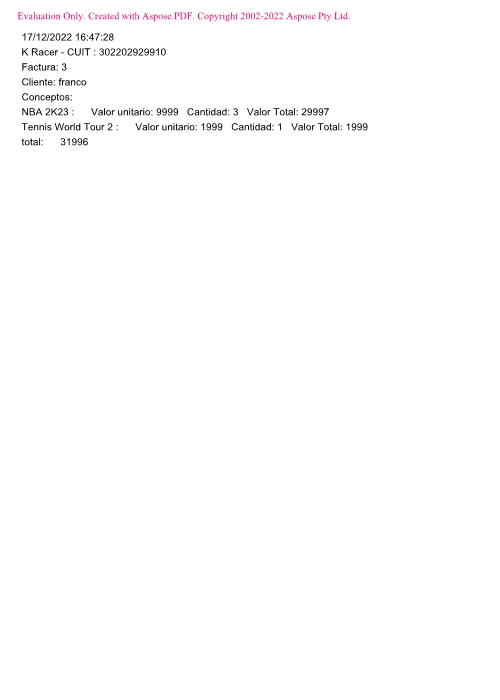 Evaluation Only. Created with Aspose.PDF. Copyright 2002-2022 Aspose Pty Ltd.
17/12/2022 16:47:28
K Racer - CUIT : 302202929910
Factura: 3
Cliente: franco
Conceptos:
NBA 2K23 : Valor unitario: 9999 Cantidad: 3 Valor Total: 29997
Tennis World Tour 2 : Valor unitario: 1999 Cantidad: 1 Valor Total: 1999
total: 31996